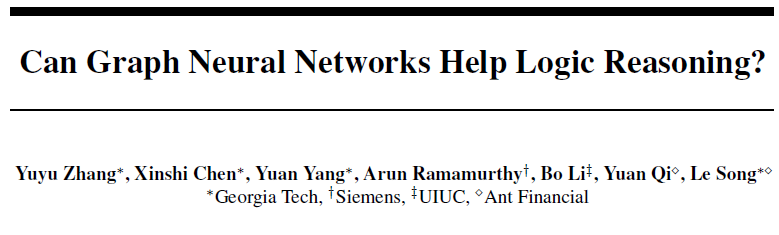 Can Graph Neural Networks Help Logic Reasoning?
Yuyu Zhang*, Xinshi Chen*, Yuan Yang*, Arun Ramamurthy†, Bo Li‡, Yuan Qi⋄, Le Song*⋄
*Georgia Tech, †Siemens, ‡UIUC, ⋄Ant Financial